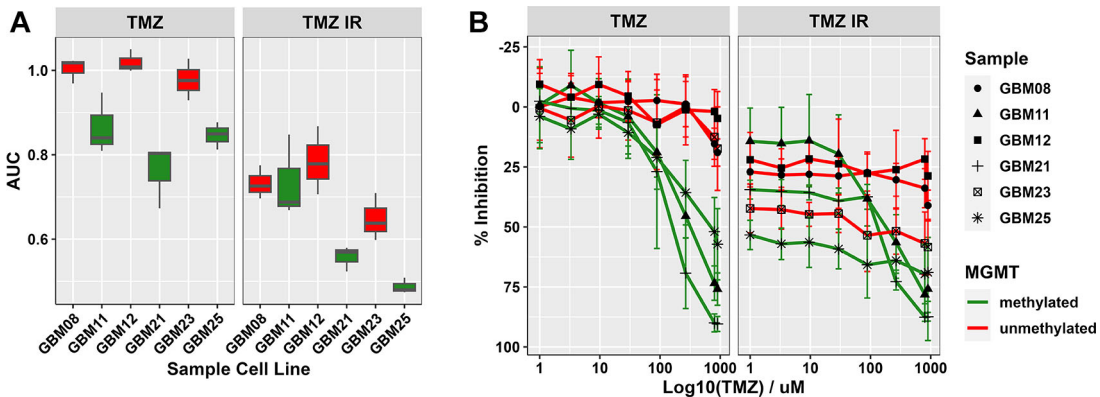 A
TMZ
TMZ IR
1.0
0.8
0.6
AUC
GBM08
GBM11
GBM12
GBM21
GBM23
GBM25
GBM08
GBM11
GBM12
GBM21
GBM23
GBM25
Sample Cell Line
B
TMZ
TMZ IR
-25
0
25
50
75
100
% Inhibition
1 10 100 1000 1 10 100 1000
Log10(TMZ) / uM
Sample
GBM08
GBM11
GBM12
GBM21
GBM23
GBM25
MGMT
methylated
unmethylated